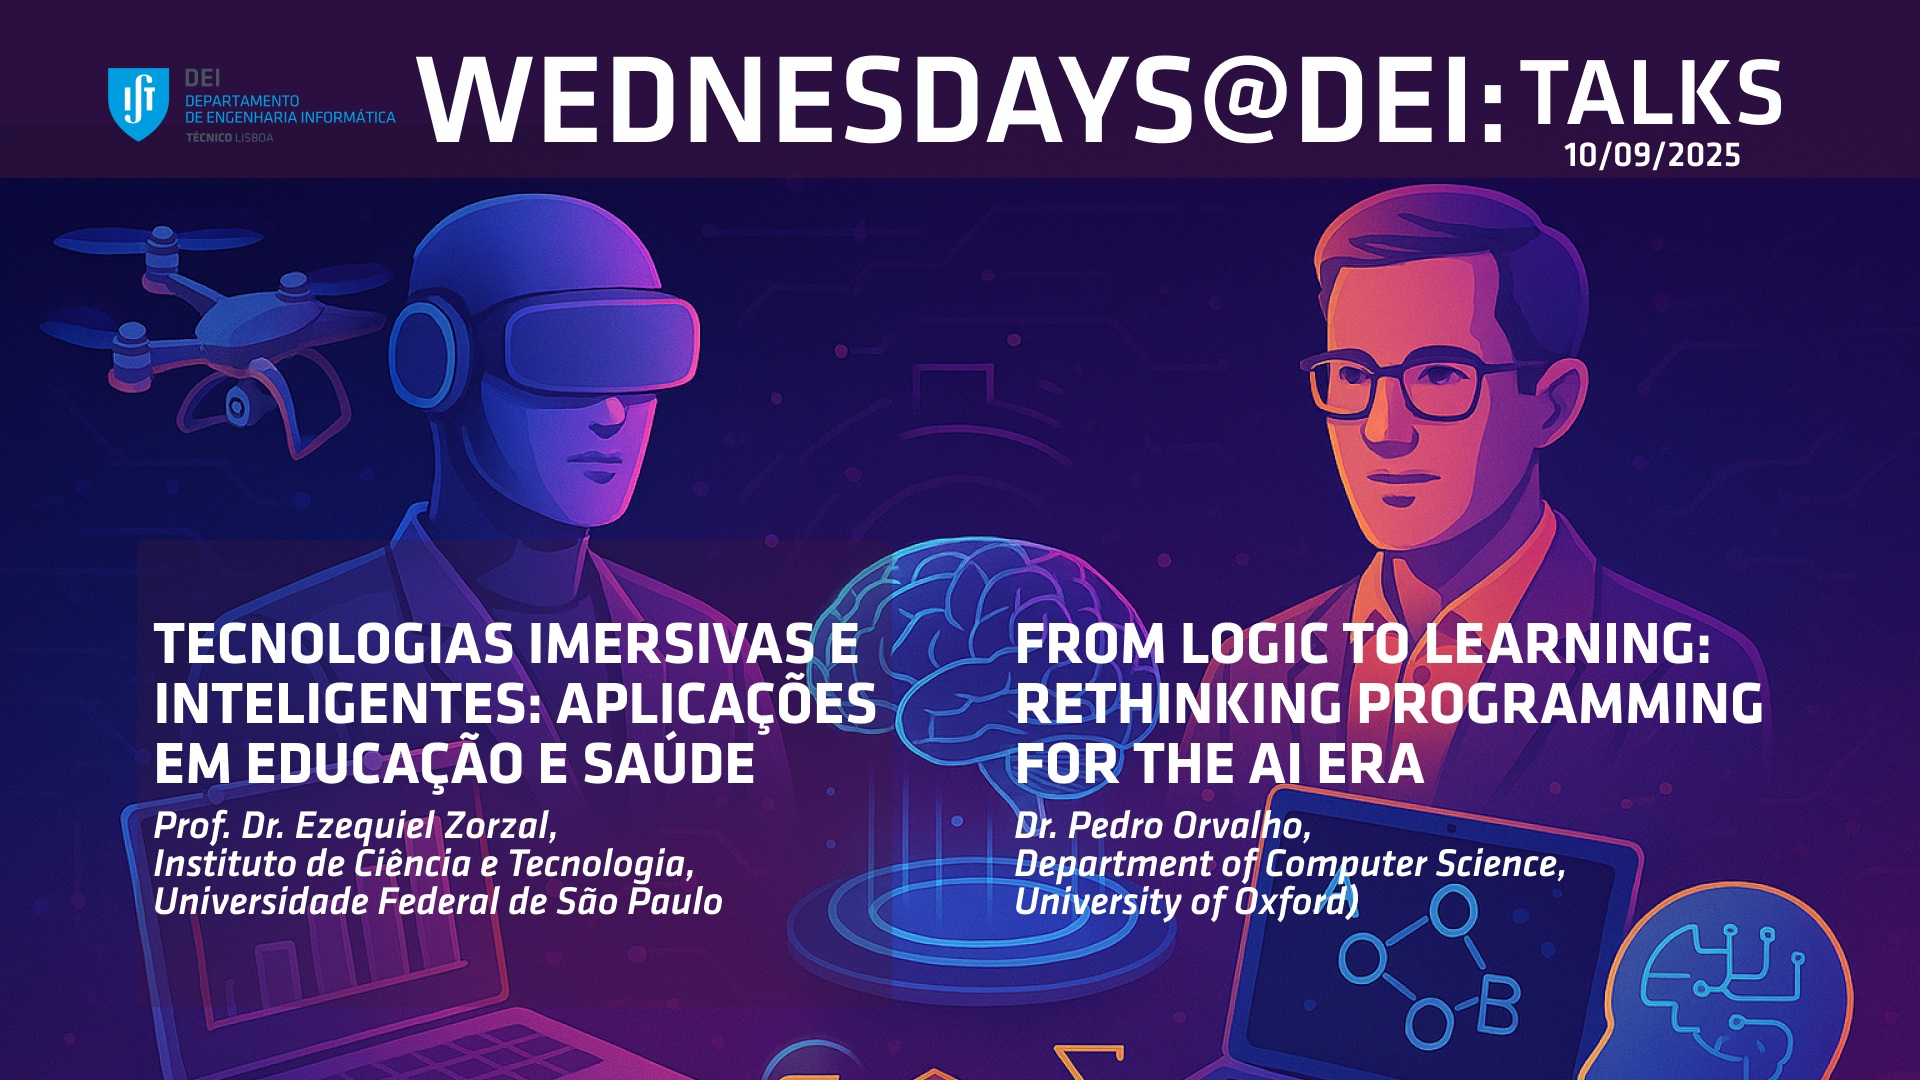 DEI
DEPARTAMENTO
DE ENGENHARIA INFORMÁTICA
TÉCNICO LISBOA
WEDNESDAYS@DEI: TALKS
10/09/2025
TECNOLOGIAS IMERSIVAS E
INTELIGENTES: APLICAÇÕES
EM EDUCAÇÃO E SAÚDE
Prof. Dr. Ezequiel Zorzal,
Instituto de Ciência e Tecnologia,
Universidade Federal de São Paulo
FROM LOGIC TO LEARNING:
RETHINKING PROGRAMMING
FOR THE AI ERA
Dr. Pedro Orvalho,
Department of Computer Science,
University of Oxford)
B